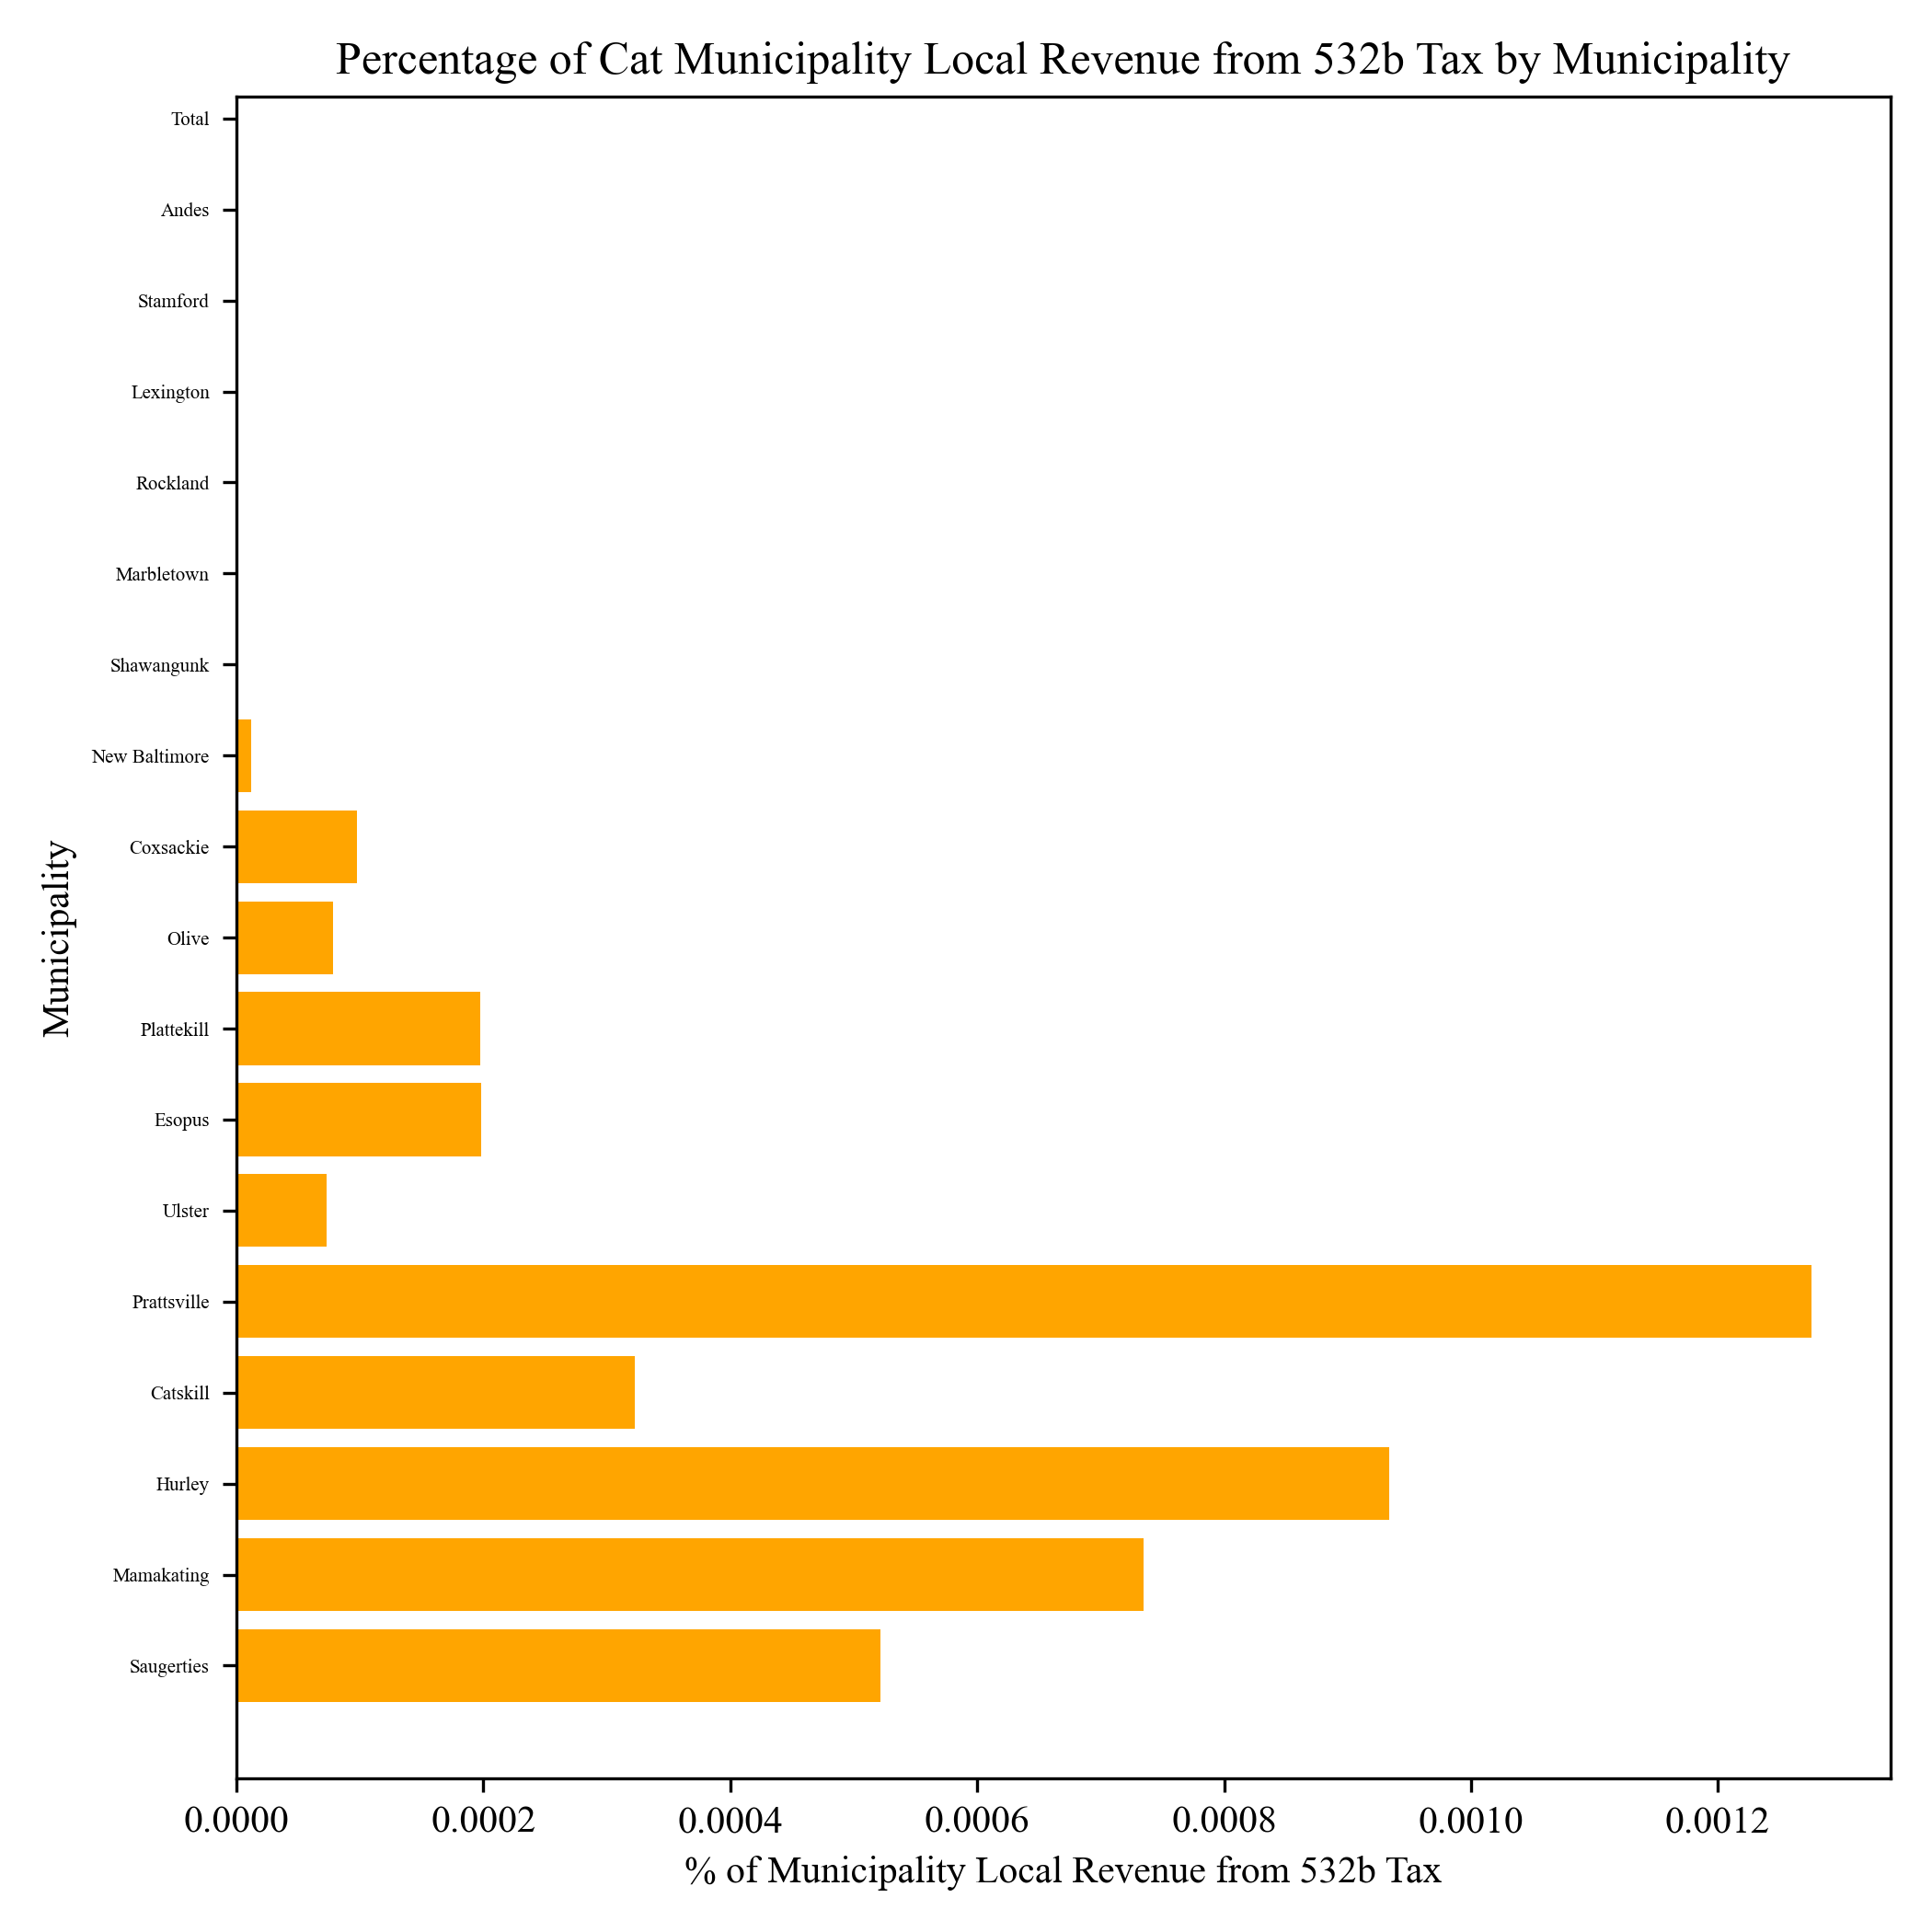 Percentage of Cat Municipality Local Revenue from 532b Tax by Municipality
Total
Andes
Stamford
Lexington
Rockland
Marbletown
Shawangunk
New Baltimore
Coxsackie
Olive
Plattekill
Esopus
Ulster
Prattsville
Catskill
Hurley
Mamakating
Saugerties
Municipality
0.0000 0.0002 0.0004 0.0006 0.0008 0.0010 0.0012
% of Municipality Local Revenue from 532b Tax